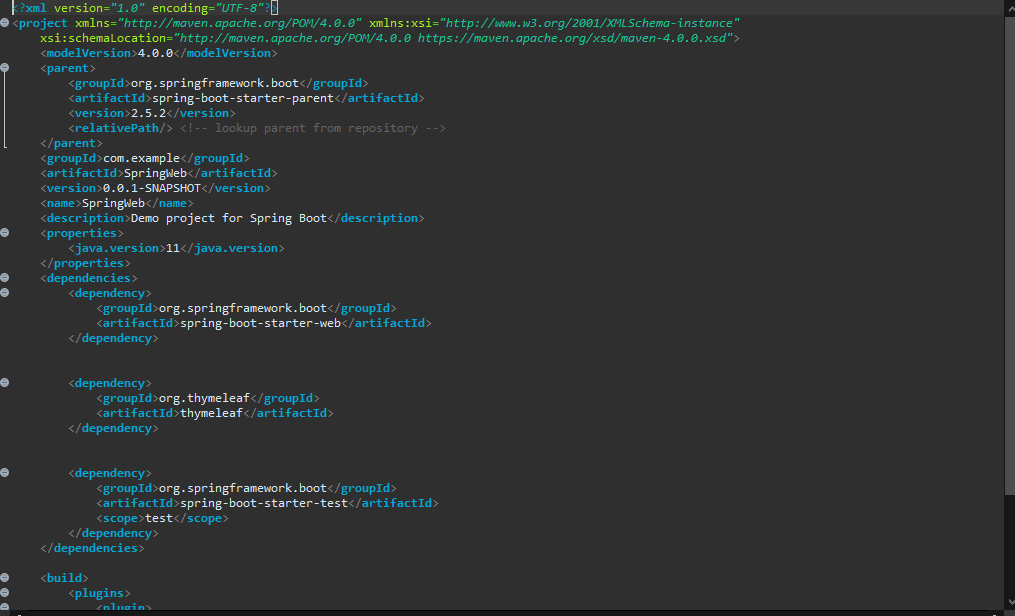 <?xml version="1.0" encoding="UTF-8"?>
<project xmlns="http://maven.apache.org/POM/4.0.0" xmlns:xsi="http://www.w3.org/2001/XMLSchema-instance"
xsi:schemaLocation="http://maven.apache.org/POM/4.0.0 https://maven.apache.org/xsd/maven-4.0.0.xsd">
<modelVersion>4.0.0</modelVersion>
<parent>
<groupId>org.springframework.boot</groupId>
<artifactId>spring-boot-starter-parent</artifactId>
<version>2.5.2</version>
<relativePath/> <!-- lookup parent from repository -->
</parent>
<groupId>com.example</groupId>
<artifactId>SpringWeb</artifactId>
<version>0.0.1-SNAPSHOT</version>
<name>SpringWeb</name>
<description>Demo project for Spring Boot</description>
<properties>
<java.version>11</java.version>
</properties>
<dependencies>
<dependency>
<groupId>org.springframework.boot</groupId>
<artifactId>spring-boot-starter-web</artifactId>
</dependency>
<dependency>
<groupId>org.thymeleaf</groupId>
<artifactId>thymeleaf</artifactId>
</dependency>
<dependency>
<groupId>org.springframework.boot</groupId>
<artifactId>spring-boot-starter-test</artifactId>
<scope>test</scope>
</dependency>
</dependencies>
<build>
<plugins>
<plugin>